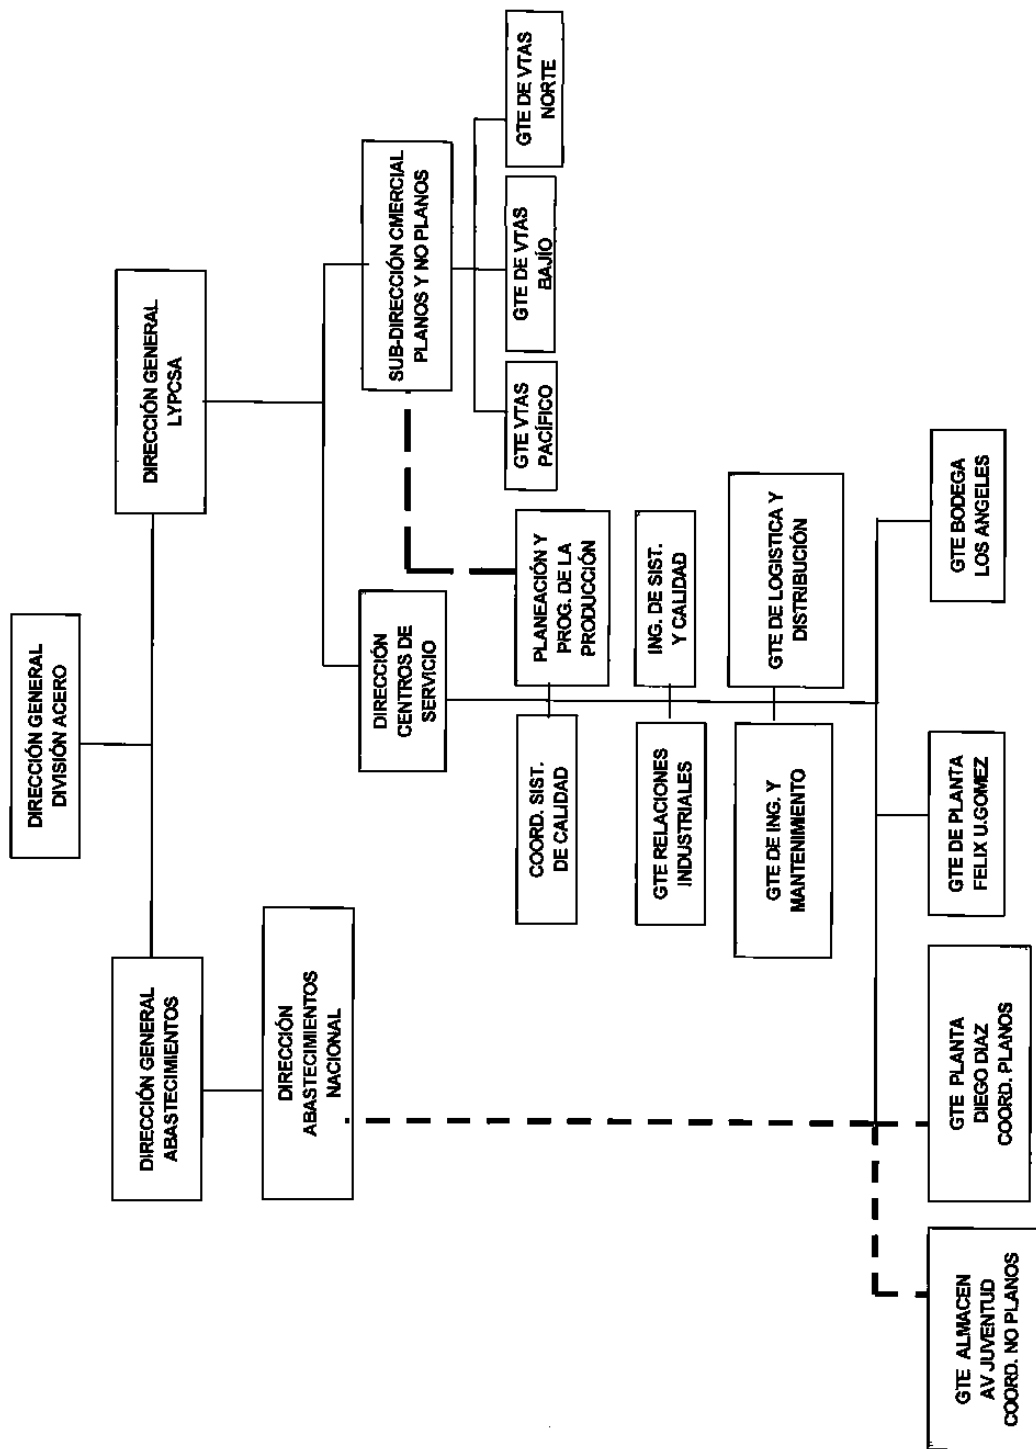 DIRECCIÓN GENERAL
DIVISIÓN ACERO
DIRECCIÓN GENERAL
ABASTECIMIENTOS
DIRECCIÓN GENERAL
LYPCSA
DIRECCIÓN
ABASTECIMIENTOS
NACIONAL
DIRECCIÓN
CENTROS DE
SERVICIO
SUB-DIRECCIÓN CMERCIAL
PLANOS Y NO PLANOS
GTE VTAS
PACÍFICO
GTE DE VTAS
BAJÍO
GTE DE VTAS
NORTE
COORD. SIST.
DE CALIDAD
PLANEACIÓN Y
PROG. DE LA
PRODUCCIÓN
GTE RELACIONES
INDUSTRIALES
ING. DE SIST.
Y CALIDAD
GTE DE ING. Y
MANTENIMIENTO
GTE DE LOGISTICA Y
DISTRIBUCIÓN
GTE ALMACEN
AV JUVENTUD
COORD. NO PLANOS
GTE PLANTA
DIEGO DIAZ
COORD. PLANOS
GTE DE PLANTA
FELIX U.GOMEZ
GTE BODEGA
LOS ANGELES